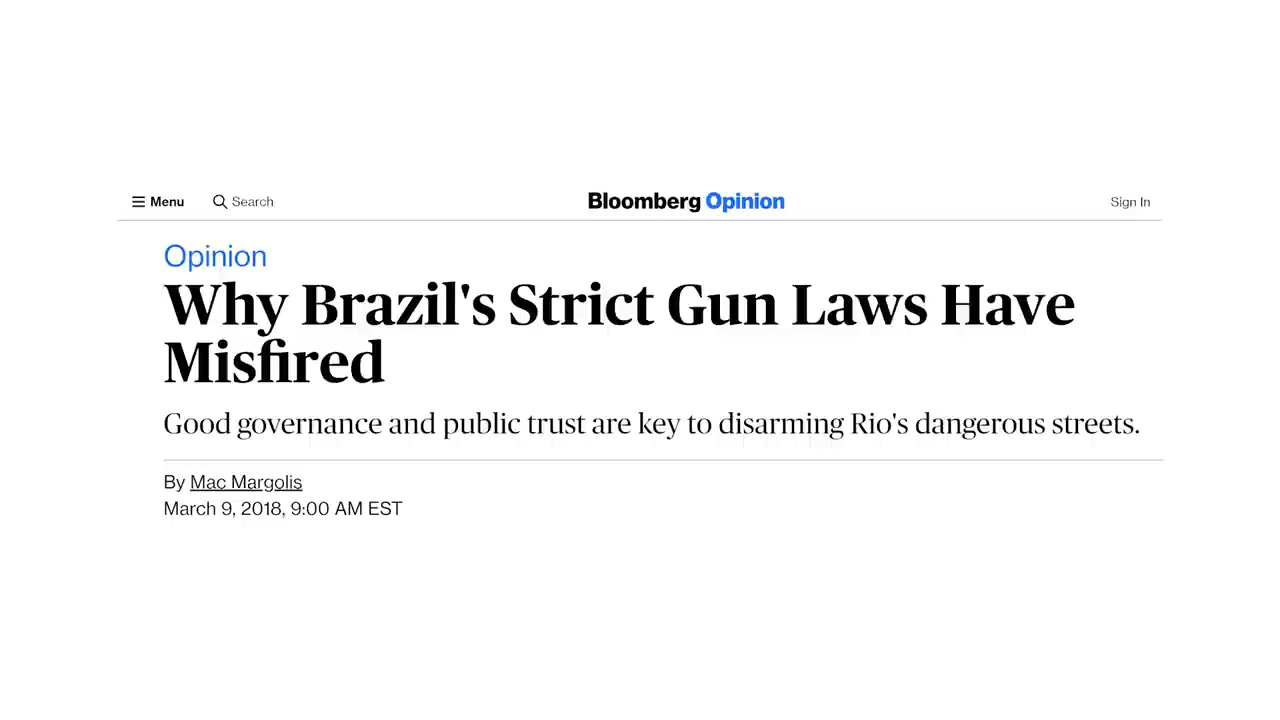 Menu Search Bloomberg Opinion Sign In
Opinion
Why Brazil's Strict Gun Laws Have
Misfired
Good governance and public trust are key to disarming Rio's dangerous streets.
By Mac Margolis
March 9, 2018, 9:00 AM EST